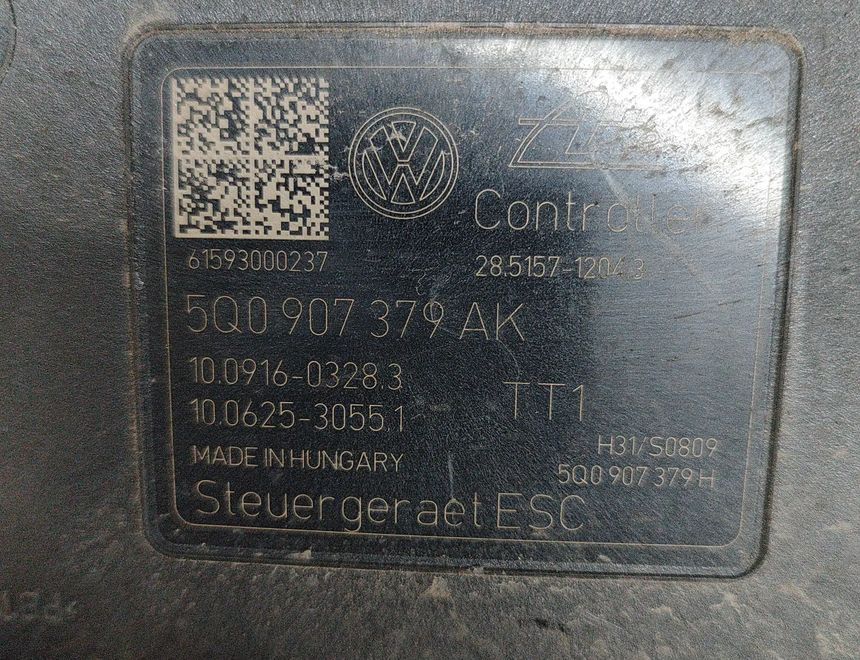 Controller
61593000237
28.5157-1204.3
5Q0 907 379 AK
10.0916-0328.3
TT1
10.0625-3055.1
H31/S0809
MADE IN HUNGARY
5Q0 907 379 H
Steuergeraet ESC